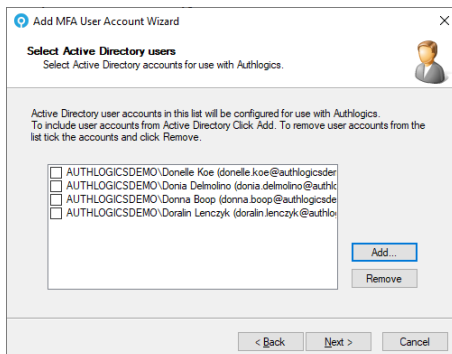 Add MFA User Account Wizard
Select Active Directory users
Select Active Directory accounts for use with Authlogics.
Active Directory user accounts in this list will be configured for use with Authlogics.
To include user accounts from Active Directory Click Add. To remove user accounts from the
list tick the accounts and click Remove.
AUTHLOGICSDEMO\Donelle Koe (donelle.koe@authlogicsder
AUTHLOGICSDEMO\Donia Delmolino (donia.delmolino@authlc
AUTHLOGICSDEMO\Donna Boop (donna.boop@authlogicsde
AUTHLOGICSDEMO\Doralin Lenczyk (doralin.lenczyk@authlo
Add...
Remove
< Back
Next >
Cancel